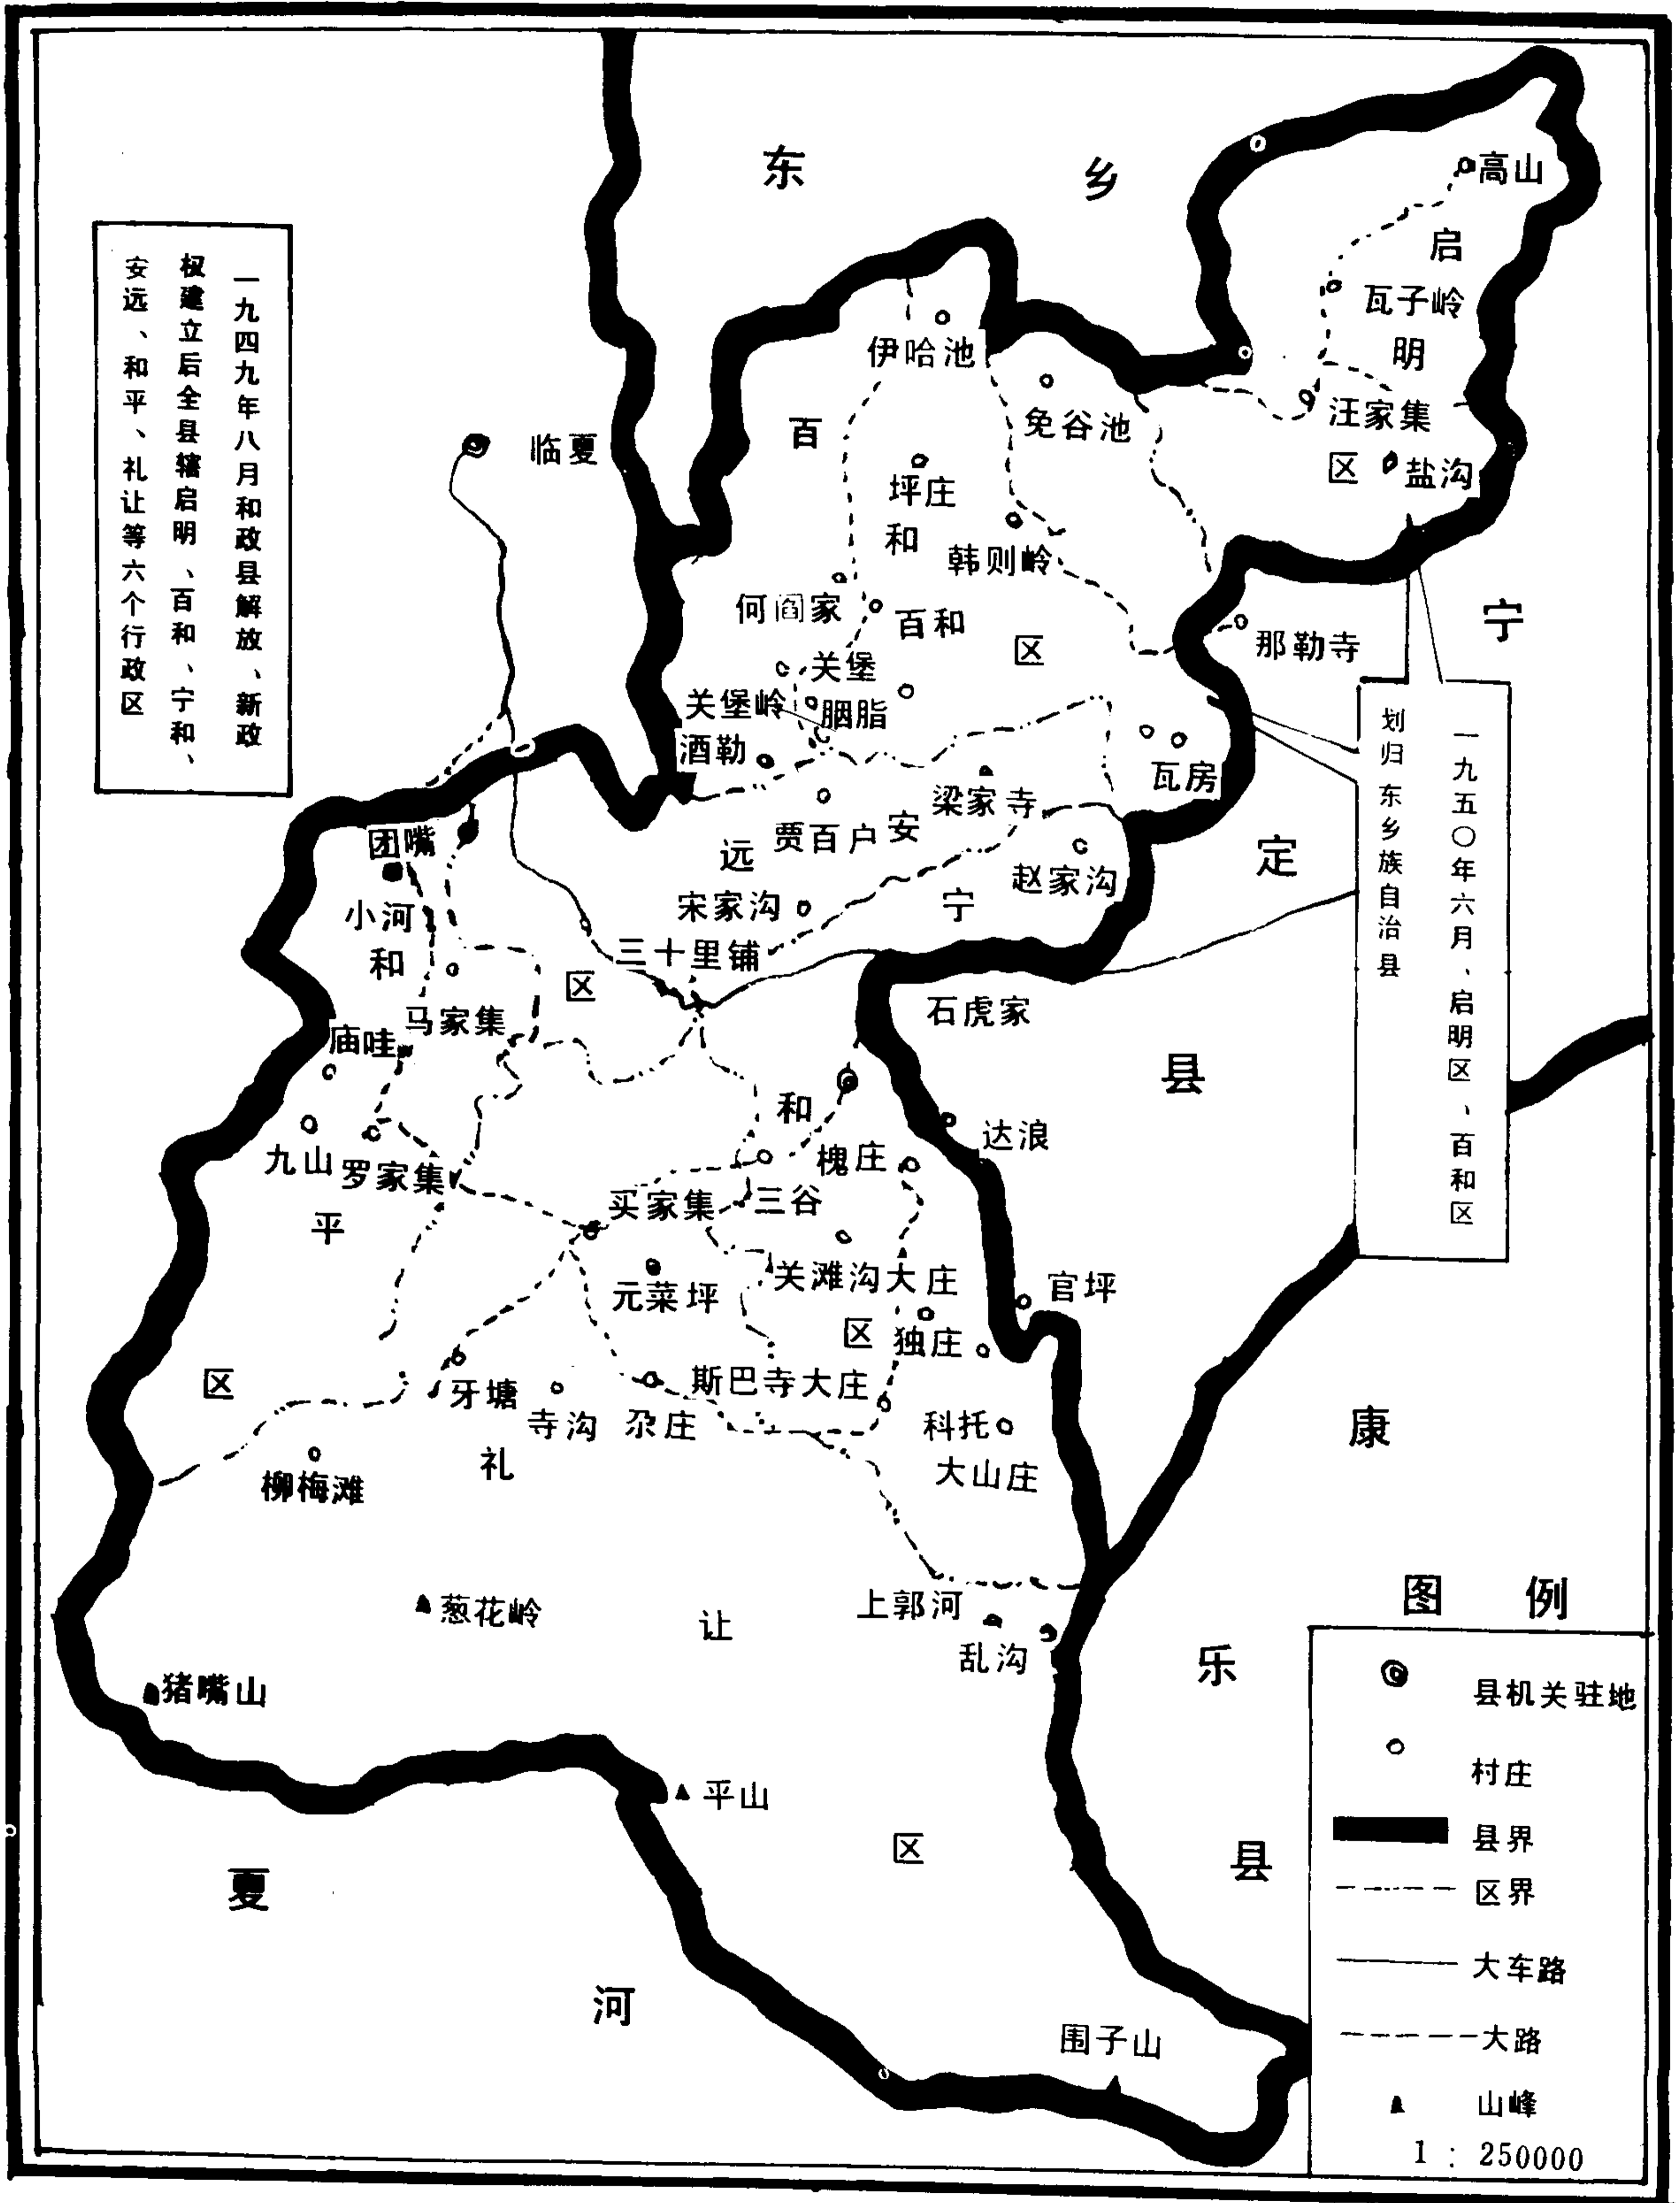 东乡
高山
启明区
瓦子岭
伊哈池
免谷池
汪家集
盐沟
百和区
临夏
坪庄
韩则岭
何阎家
百和
那勒寺
宁定县
关堡
关堡岭
胭脂
酒勒
瓦房
梁家寺
贾百户
安远区
赵家沟
团嘴
宋家沟
小河
三十里铺
宁和区
石虎家
马家集
庙哇
和平区
达浪
槐庄
九山
罗家集
买家集
三谷
关滩沟大庄
官坪
元菜坪
独庄
斯巴寺大庄
牙塘
寺沟
尕庄
科托
大山庄
礼让区
柳梅滩
康乐县
葱花岭
上郭河
乱沟
猪嘴山
平山
夏河
围子山
一九四九年八月和政县解放、新政
权建立后全县辖启明、百和、宁和、
安远、和平、礼让等六个行政区
一九五〇年六月、启明区、百和区
划归东乡族自治县
图例
县机关驻地
村庄
县界
区界
大车路
大路
山峰
1：250000